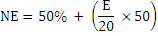 NE = 50% + (E/20 × 50)